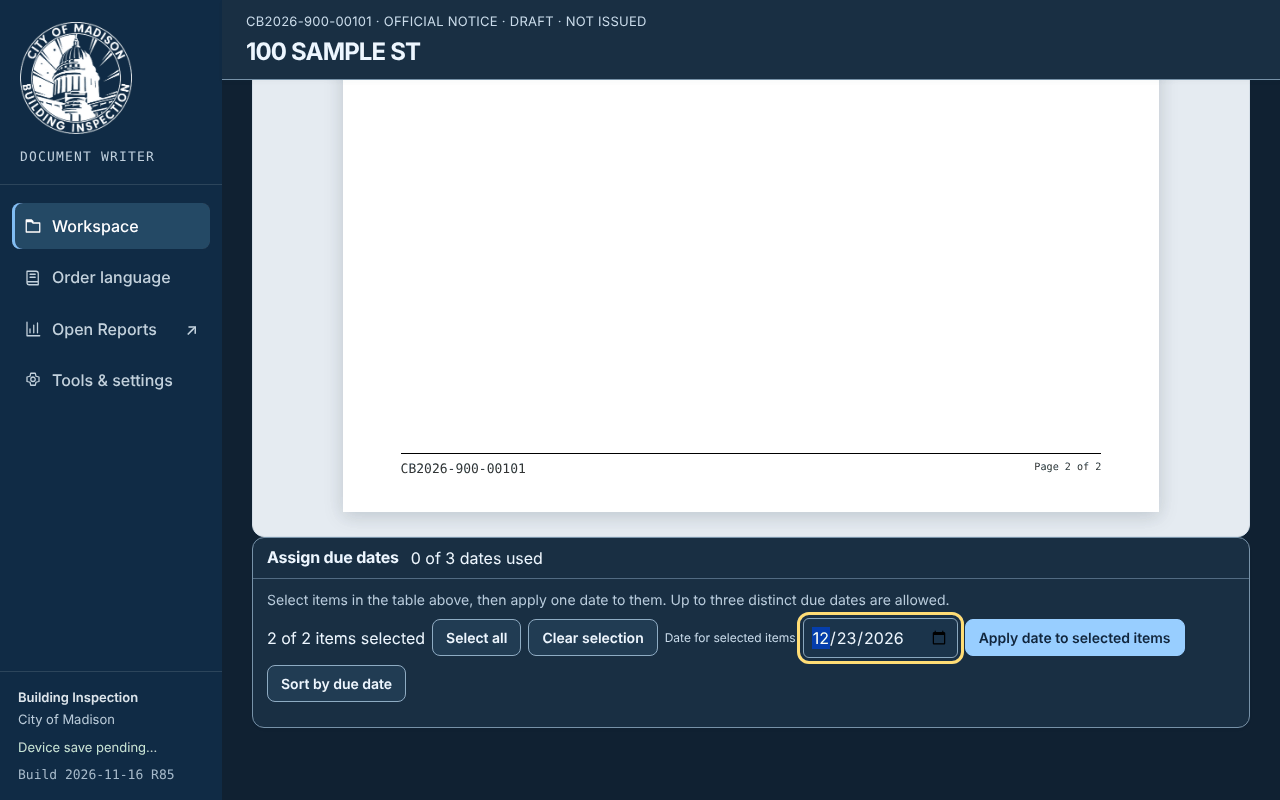 CITY OF MADISON
BUILDING INSPECTION
DOCUMENT WRITER
Workspace
Order language
Open Reports
Tools & settings
Building Inspection
City of Madison
Device save pending...
Build 2026-11-16 R85
CB2026-900-00101 · OFFICIAL NOTICE · DRAFT · NOT ISSUED
100 SAMPLE ST
CB2026-900-00101
Page 2 of 2
Assign due dates 0 of 3 dates used
Select items in the table above, then apply one date to them. Up to three distinct due dates are allowed.
2 of 2 items selected Select all Clear selection Date for selected items 12/23/2026 Apply date to selected items
Sort by due date